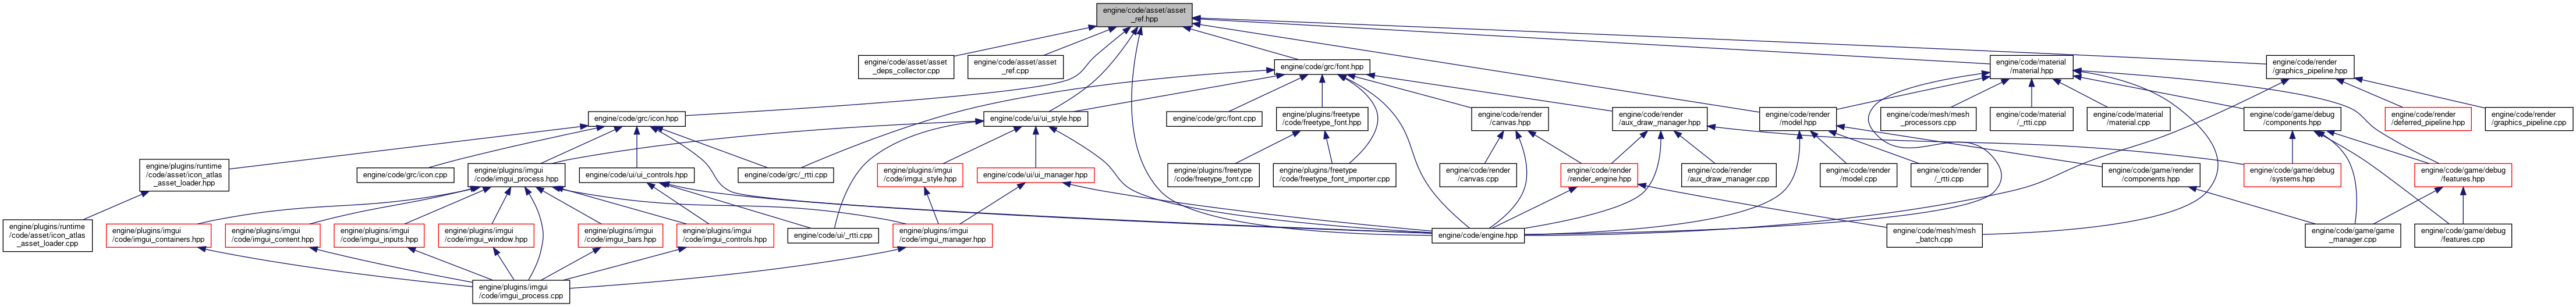 engine/code/asset/asset
_ref.hpp
engine/code/asset/asset
_deps_collector.cpp
engine/code/asset/asset
_ref.cpp
engine/code/grc/font.hpp
engine/code/material
/material.hpp
engine/code/render
/graphics_pipeline.hpp
engine/code/grc/icon.hpp
engine/code/ui/ui_style.hpp
engine/code/grc/font.cpp
engine/plugins/freetype
/code/freetype_font.hpp
engine/code/render
/canvas.hpp
engine/code/render
/aux_draw_manager.hpp
engine/code/render
/model.hpp
engine/code/mesh/mesh
_processors.cpp
engine/code/material
/_rtti.cpp
engine/code/material
/material.cpp
engine/code/game/debug
/components.hpp
engine/code/render
/deferred_pipeline.hpp
engine/code/render
/graphics_pipeline.cpp
engine/plugins/runtime
/code/asset/icon_atlas
_asset_loader.hpp
engine/code/grc/icon.cpp
engine/plugins/imgui
/code/imgui_process.hpp
engine/code/ui/ui_controls.hpp
engine/code/grc/_rtti.cpp
engine/plugins/imgui
/code/imgui_style.hpp
engine/code/ui/ui_manager.hpp
engine/plugins/freetype
/code/freetype_font.cpp
engine/plugins/freetype
/code/freetype_font_importer.cpp
engine/code/render
/canvas.cpp
engine/code/render
/render_engine.hpp
engine/code/render
/aux_draw_manager.cpp
engine/code/render
/model.cpp
engine/code/render
/_rtti.cpp
engine/code/game/render
/components.hpp
engine/code/game/debug
/systems.hpp
engine/code/game/debug
/features.hpp
engine/plugins/runtime
/code/asset/icon_atlas
_asset_loader.cpp
engine/plugins/imgui
/code/imgui_containers.hpp
engine/plugins/imgui
/code/imgui_content.hpp
engine/plugins/imgui
/code/imgui_inputs.hpp
engine/plugins/imgui
/code/imgui_window.hpp
engine/plugins/imgui
/code/imgui_bars.hpp
engine/plugins/imgui
/code/imgui_controls.hpp
engine/code/ui/_rtti.cpp
engine/plugins/imgui
/code/imgui_manager.hpp
engine/code/engine.hpp
engine/code/mesh/mesh
_batch.cpp
engine/code/game/game
_manager.cpp
engine/code/game/debug
/features.cpp
engine/plugins/imgui
/code/imgui_process.cpp